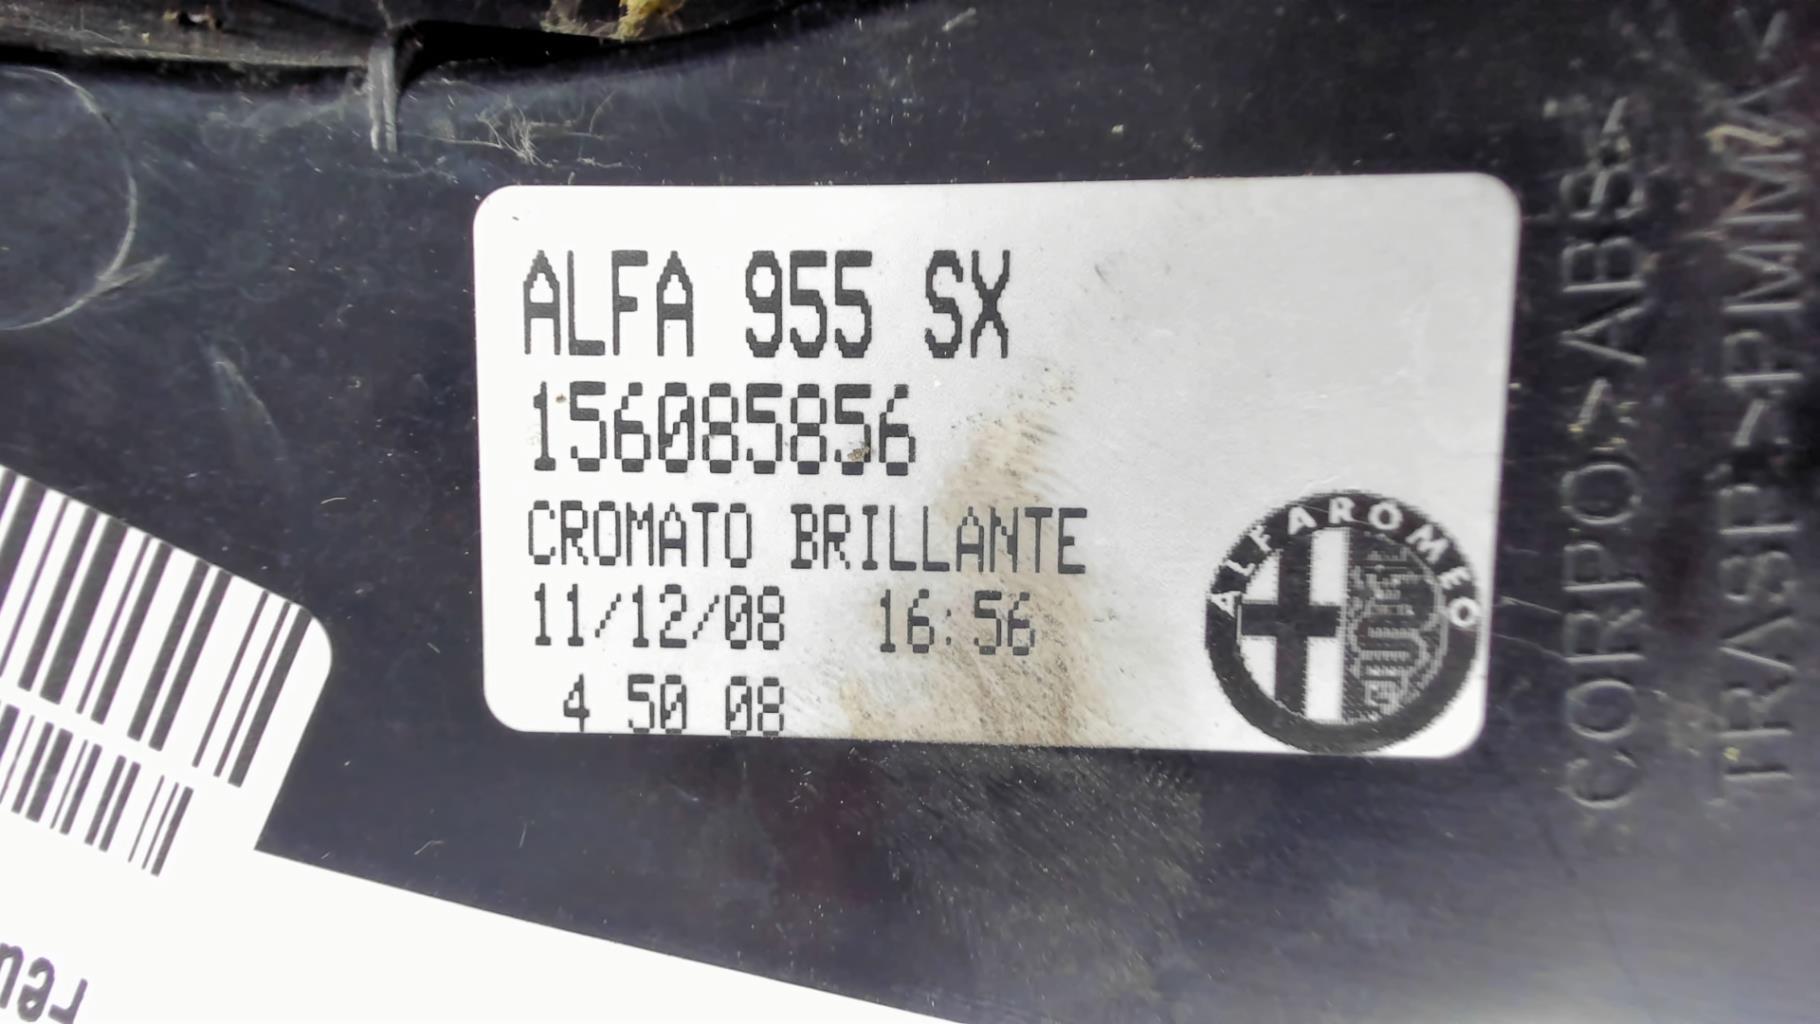 ALFA 955 SX
156085856
CROMATO BRILLANTE
11/12/08 16:56
4 50 08
ALFA ROMEO
CORPO >ABS<
TRASP >PMMA<